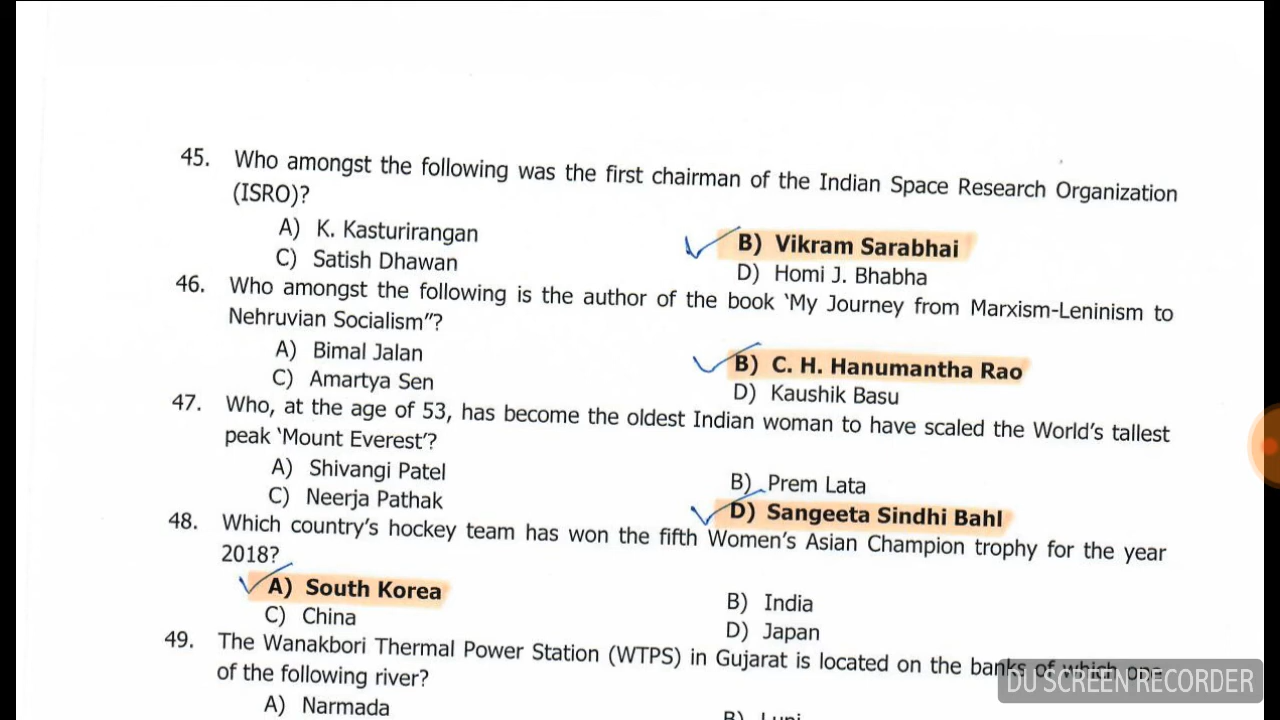 45. Who amongst the following was the first chairman of the Indian Space Research Organization
(ISRO)?
A) K. Kasturirangan B) Vikram Sarabhai
C) Satish Dhawan D) Homi J. Bhabha
46. Who amongst the following is the author of the book ‘My Journey from Marxism-Leninism to
Nehruvian Socialism”?
A) Bimal Jalan B) C. H. Hanumantha Rao
C) Amartya Sen D) Kaushik Basu
47. Who, at the age of 53, has become the oldest Indian woman to have scaled the World’s tallest
peak ‘Mount Everest’?
A) Shivangi Patel B) Prem Lata
C) Neerja Pathak D) Sangeeta Sindhi Bahl
48. Which country’s hockey team has won the fifth Women’s Asian Champion trophy for the year
2018?
A) South Korea B) India
C) China D) Japan
49. The Wanakbori Thermal Power Station (WTPS) in Gujarat is located on the banks of which one
of the following river?
A) Narmada B) Luni
DU SCREEN RECORDER